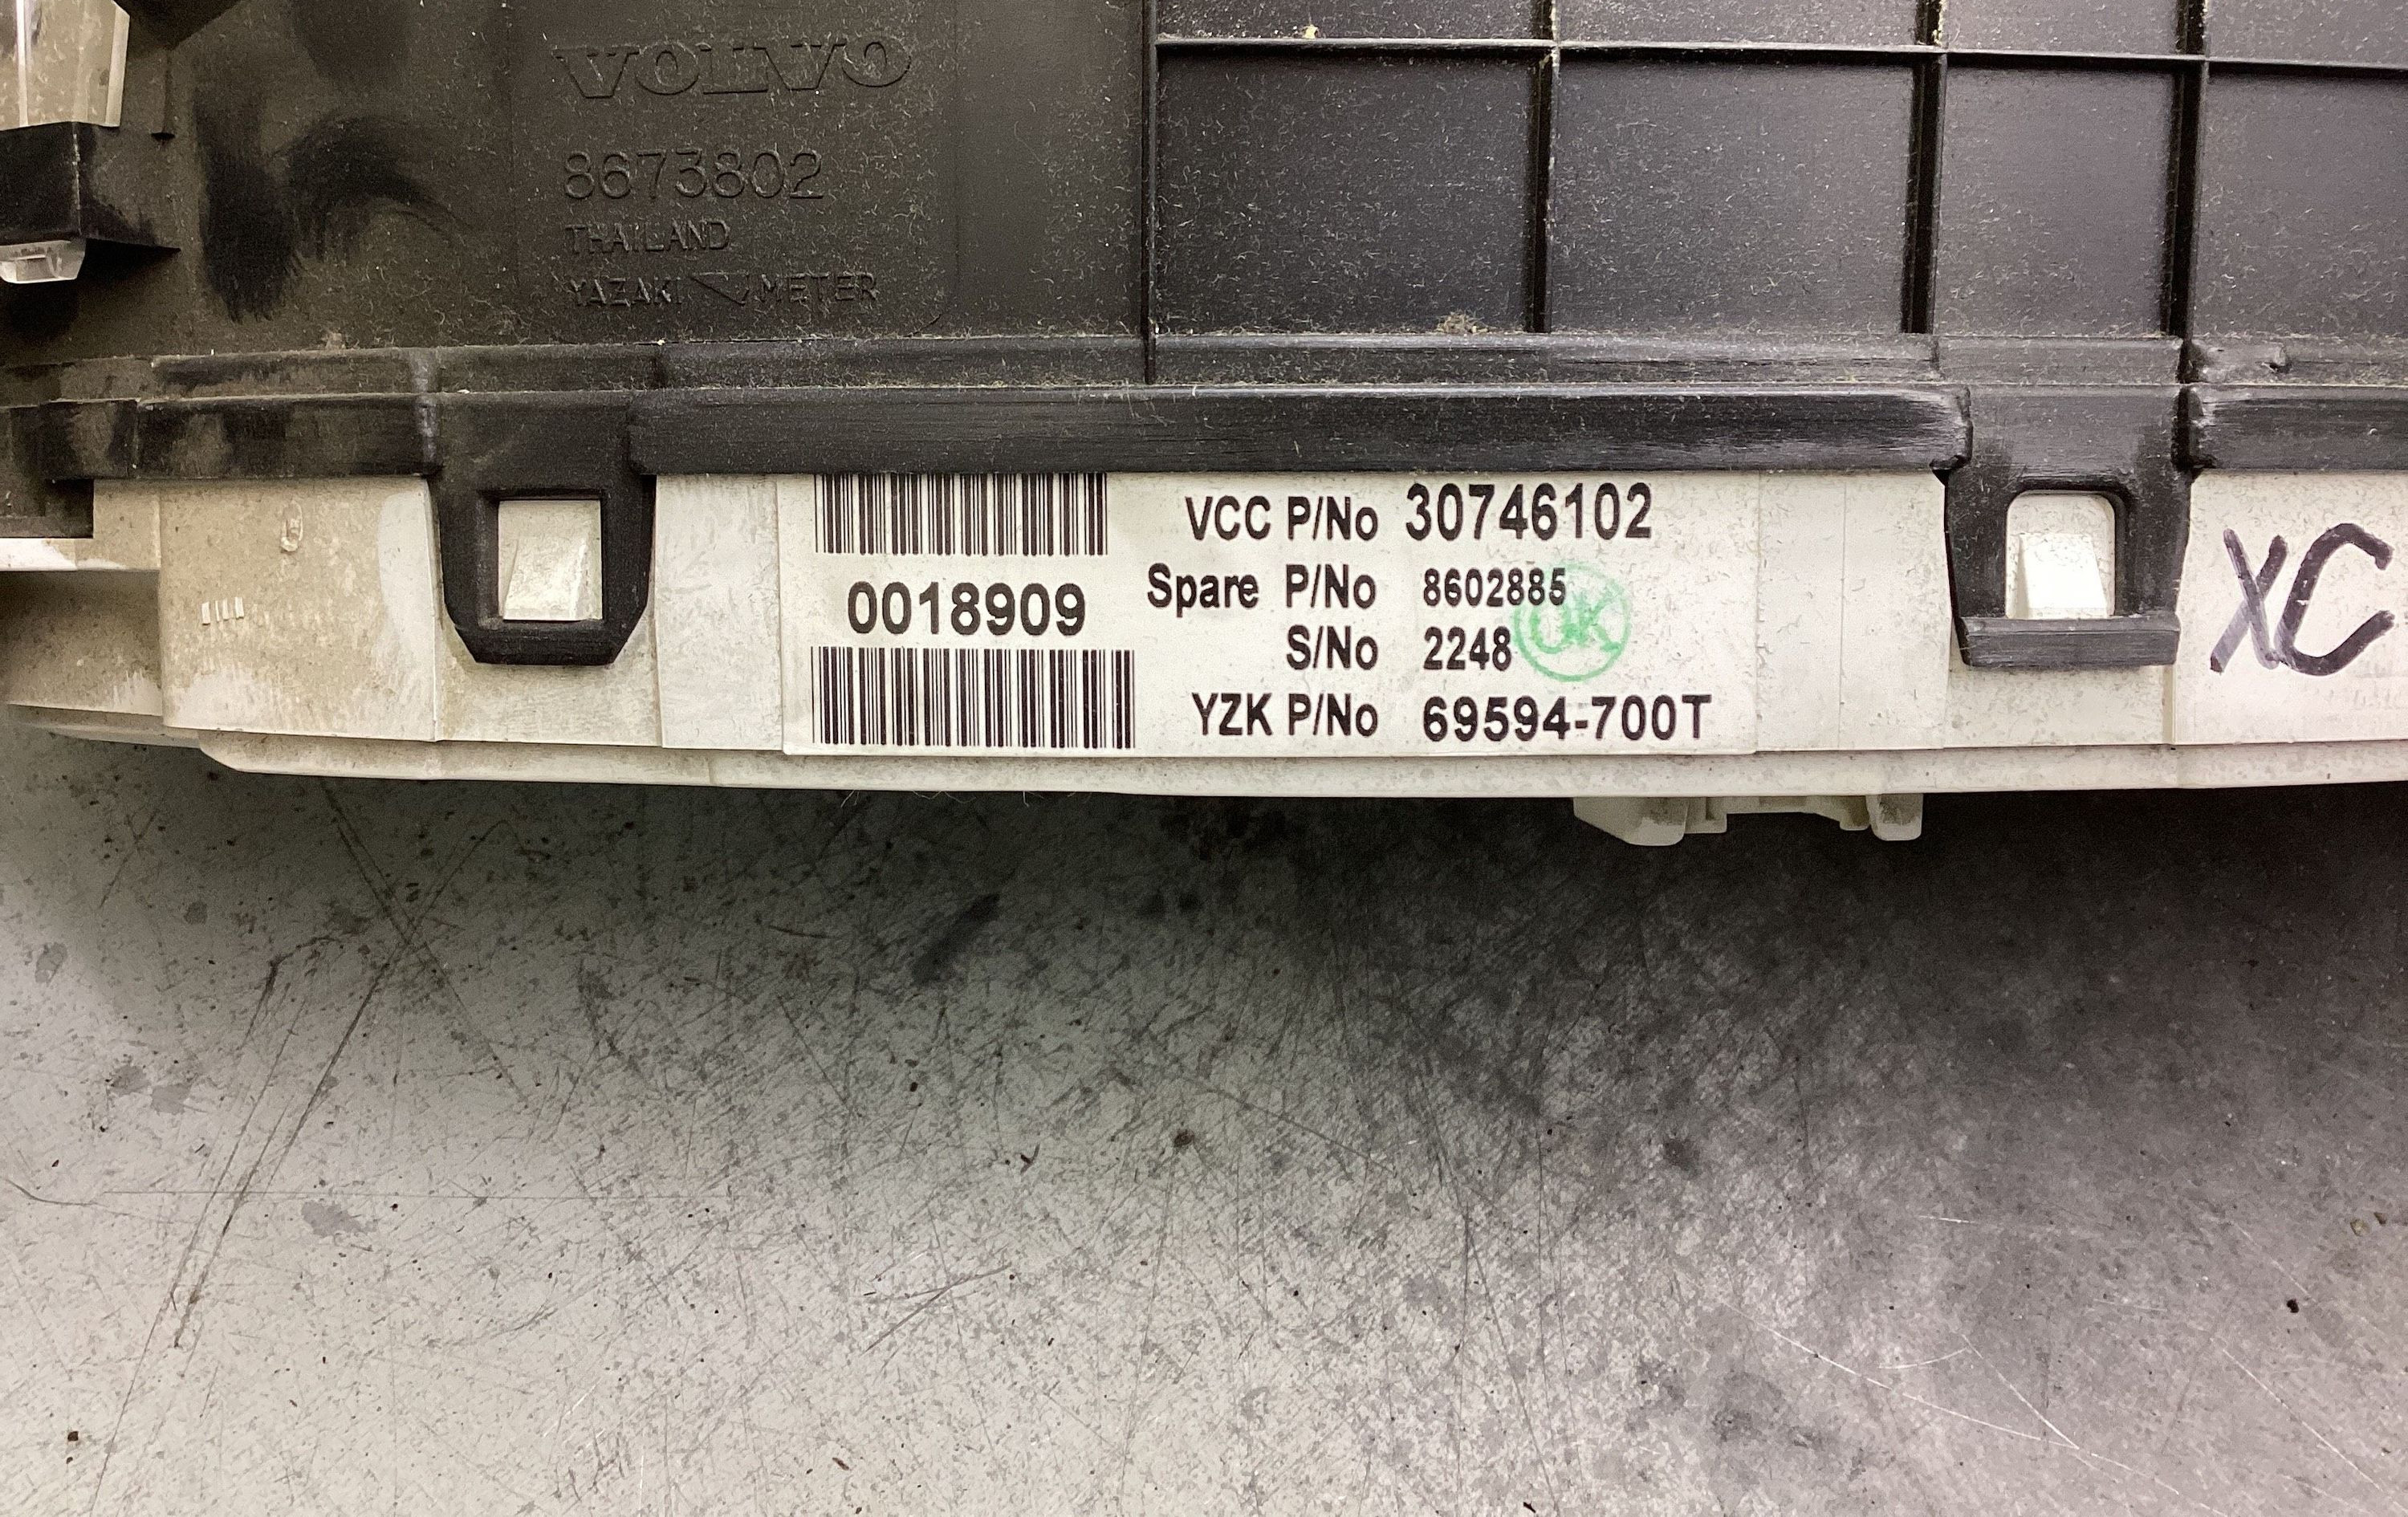 VOLVO
8673802
THAILAND
YAZAKI METER
0018909
VCC P/No 30746102
Spare P/No 8602885
S/No 2248
YZK P/No 69594-700T
OK
XC